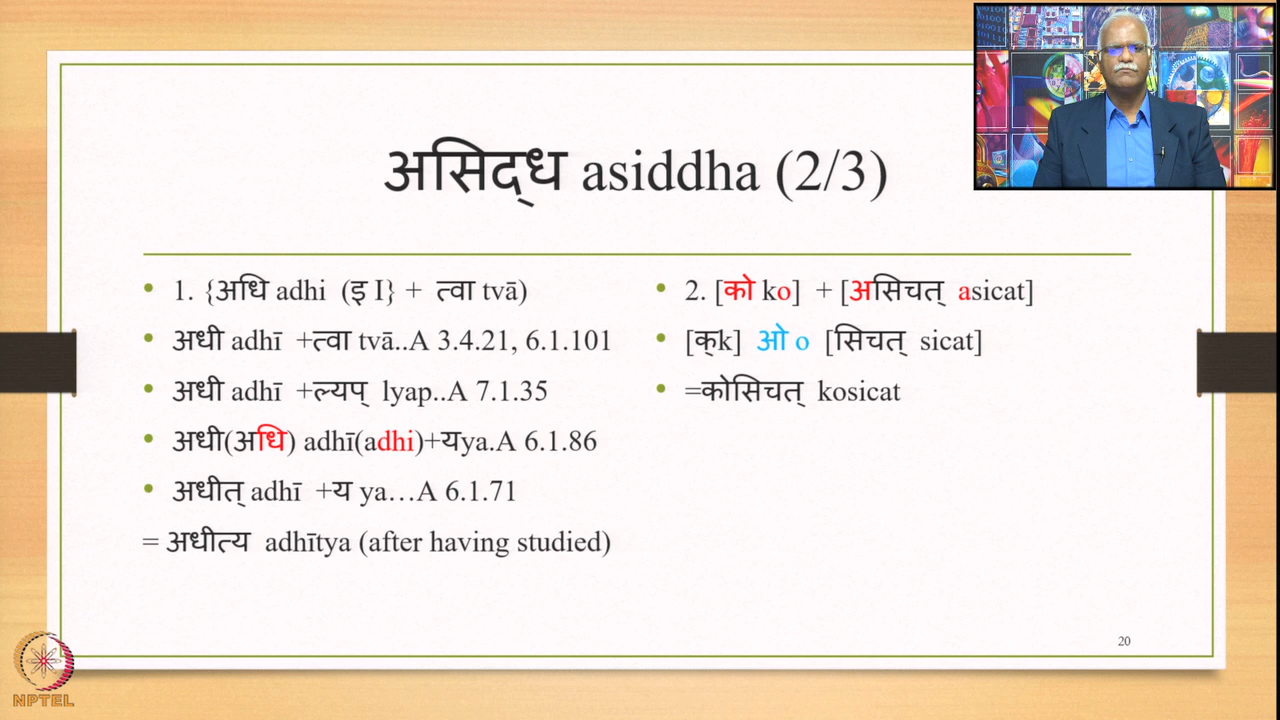 असिद्ध asiddha (2/3)
• 1. {अधि adhi (इ I} + त्वा tvā)
• अधी adhī +त्वा tvā..A 3.4.21, 6.1.101
• अधी adhī +ल्यप् lyap..A 7.1.35
• अधी(अधि) adhī(adhi)+यya.A 6.1.86
• अधीत् adhī +य ya…A 6.1.71
= अधीत्य adhītya (after having studied)
• 2. [को ko] + [असिचत् asicat]
• [क्k] ओ o [सिचत् sicat]
• =कोसिचत् kosicat
20
NPTEL